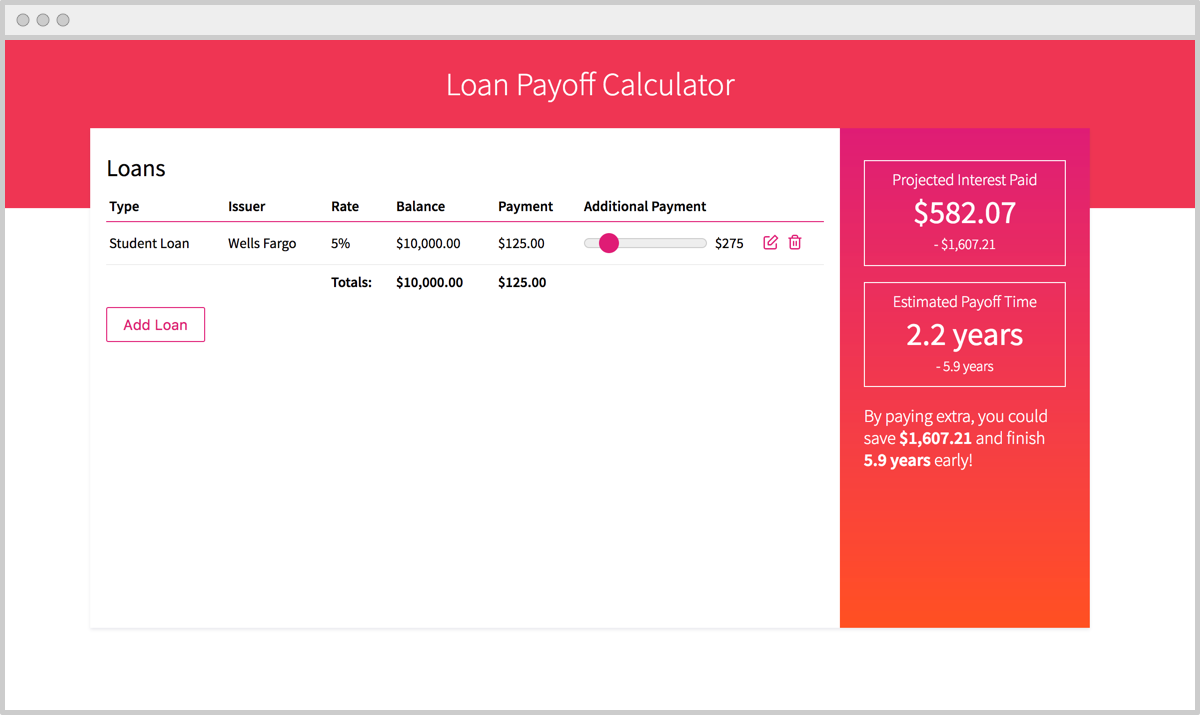 Loan Payoff Calculator
Loans
Type Issuer Rate Balance Payment Additional Payment
Student Loan Wells Fargo 5% $10,000.00 $125.00 $275
Totals: $10,000.00 $125.00
Add Loan
Projected Interest Paid
$582.07
- $1,607.21
Estimated Payoff Time
2.2 years
- 5.9 years
By paying extra, you could
save $1,607.21 and finish
5.9 years early!